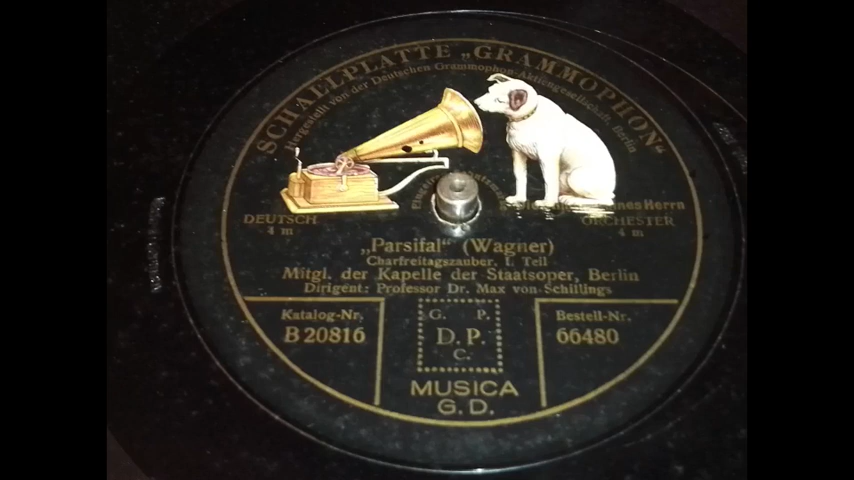 SCHALLPLATTE „GRAMMOPHON“
Hergestellt von der Deutschen Grammophon-Aktiengesellschaft, Berlin
DEUTSCH
4 m
ORCHESTER
4 m
„Parsifal“ (Wagner)
Charfreitagszauber, I. Teil
Mitgl. der Kapelle der Staatsoper, Berlin
Dirigent: Professor Dr. Max von Schillings
Katalog-Nr.
B 20816
G. P.
D.P.
C.
Bestell-Nr.
66480
MUSICA
G.D.